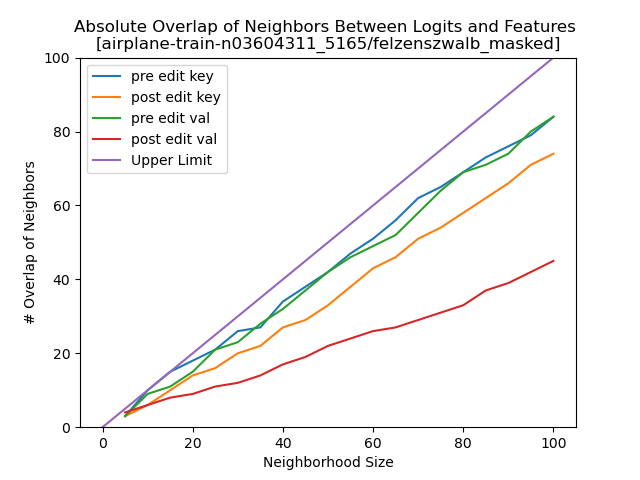 Absolute Overlap of Neighbors Between Logits and Features
[airplane-train-n03604311_5165/felzenszwalb_masked]
pre edit key
post edit key
pre edit val
post edit val
Upper Limit
100
80
60
40
20
0
# Overlap of Neighbors
0 20 40 60 80 100
Neighborhood Size